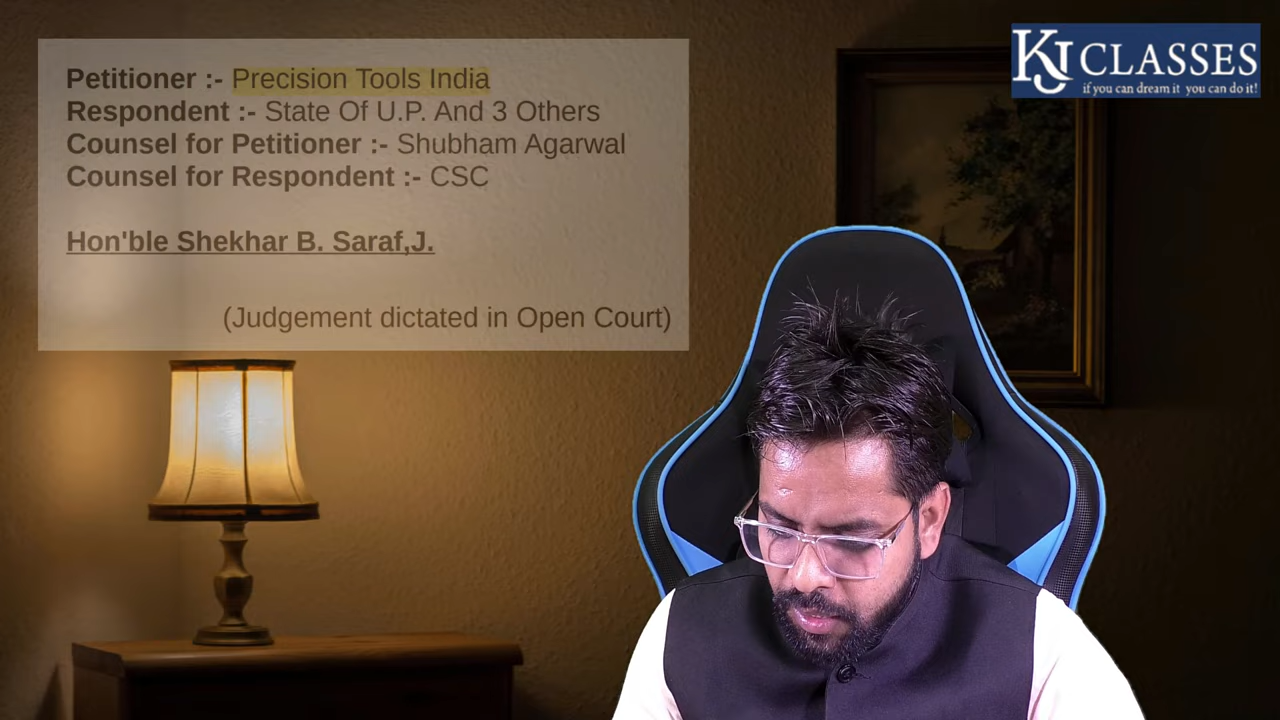 Petitioner :- Precision Tools India
Respondent :- State Of U.P. And 3 Others
Counsel for Petitioner :- Shubham Agarwal
Counsel for Respondent :- CSC
Hon'ble Shekhar B. Saraf,J.
(Judgement dictated in Open Court)
KJ CLASSES
if you can dream it you can do it!